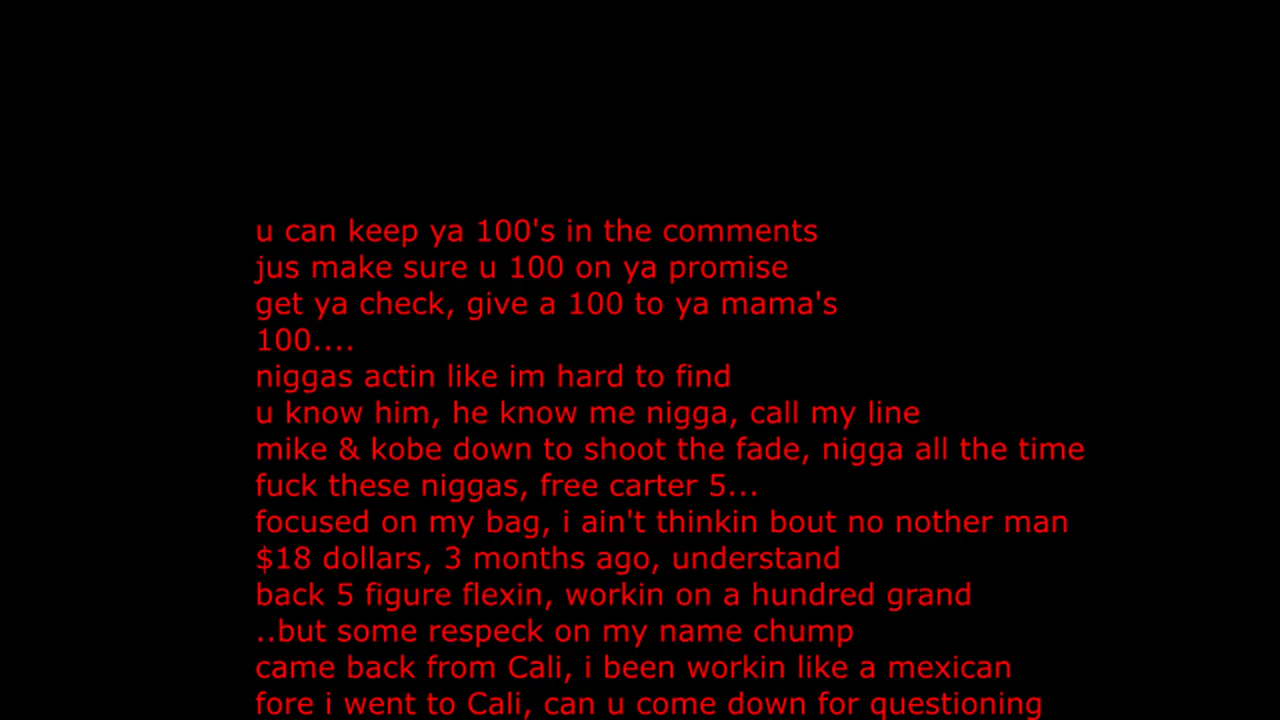 u can keep ya 100's in the comments
jus make sure u 100 on ya promise
get ya check, give a 100 to ya mama's
100....
niggas actin like im hard to find
u know him, he know me nigga, call my line
mike & kobe down to shoot the fade, nigga all the time
fuck these niggas, free carter 5...
focused on my bag, i ain't thinkin bout no nother man
$18 dollars, 3 months ago, understand
back 5 figure flexin, workin on a hundred grand
..but some respeck on my name chump
came back from Cali, i been workin like a mexican
fore i went to Cali, can u come down for questioning